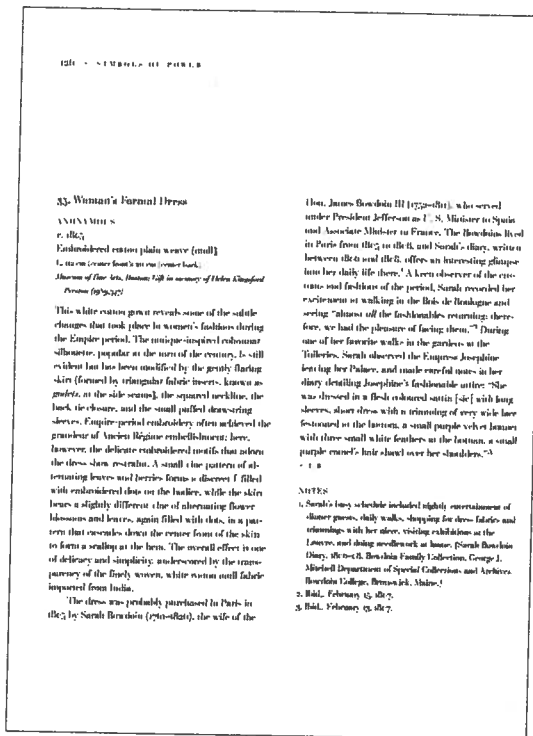 126 • SYMBOLS OF POWER
33. Woman's Formal Dress
ANONYMOUS
c. 1805
Embroidered cotton plain weave (mull)
Museum of Fine Arts, Boston; Gift in memory of Helen Kingsford
Preston
This white cotton gown reveals some of the subtle
changes that took place in women's fashions during
the Empire period. The antique-inspired columnar
silhouette, popular at the turn of the century, is still
evident but has been modified by the gently flaring
skirt (formed by triangular fabric inserts, known as
godets, at the side seams), the squared neckline, the
back tie closure, and the small puffed drawstring
sleeves. Empire-period embroidery often achieved the
grandeur of Ancien Régime embellishment; here,
however, the delicate embroidered motifs that adorn
the dress show restraint. A small vine pattern of al-
ternating leaves and berries forms a discreet filled
with embroidered dots on the bodice, while the skirt
bears a slightly different vine of alternating flower
blossoms and leaves, again filled with dots, in a pat-
tern that cascades down the center front of the skirt
to form a scallop at the hem. The overall effect is one
of delicacy and simplicity, underscored by the trans-
parency of the finely woven, white cotton mull fabric
imported from India.
The dress was probably purchased in Paris in
1805 by Sarah Bowdoin, the wife of the
Hon. James Bowdoin III (1752–1811), who served
under President Jefferson as U. S. Minister to Spain
and Associate Minister to France. The Bowdoins lived
in Paris from 1805 to 1808, and Sarah's diary, written
between 1806 and 1808, offers an interesting glimpse
into her daily life there.¹ A keen observer of the cus-
toms and fashions of the period, Sarah recorded her
excitement at walking in the Bois de Boulogne and
seeing "almost all the fashionables returning; there-
fore, we had the pleasure of facing them."² During
one of her favorite walks in the gardens at the
Tuileries, Sarah observed the Empress Josephine
leaving her Palace, and made careful notes in her
diary detailing Josephine's fashionable attire: "She
was dressed in a flesh coloured sattin [sic] with long
sleeves, short dress with a trimming of very wide lace
festooned at the bottom, a small purple velvet bonnet
with three small white feathers at the bottom, a small
purple camel's hair shawl over her shoulders."³
NOTES
1. Sarah's busy schedule included nightly entertainment of
dinner guests, daily walks, shopping for dress fabrics and
trimmings with her niece, visiting exhibitions at the
Louvre, and doing needlework at home. (Sarah Bowdoin
Diary, 1806–08, Bowdoin Family Collection, George J.
Mitchell Department of Special Collections and Archives,
Bowdoin College, Brunswick, Maine.)
2. Ibid., February 15, 1807.
3. Ibid., February 13, 1807.